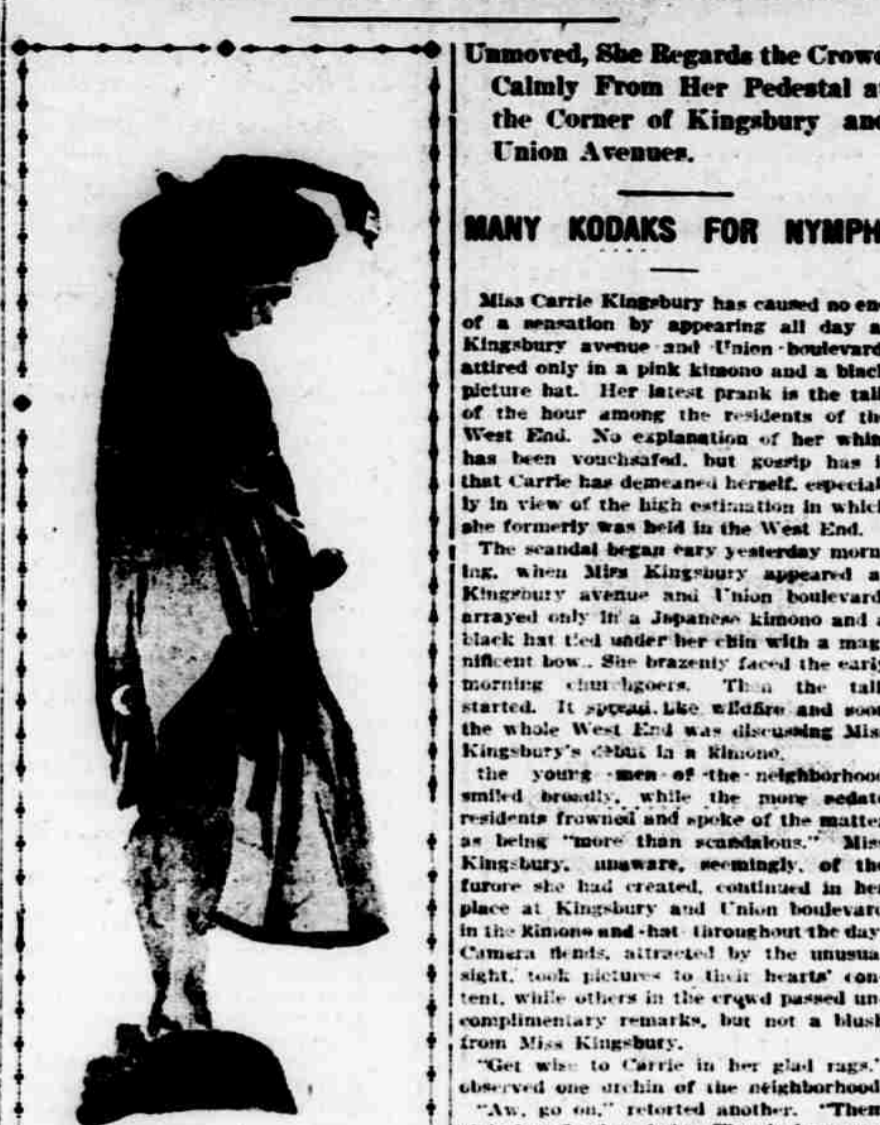 Unmoved, She Regards the Crowd
Calmly From Her Pedestal at
the Corner of Kingsbury and
Union Avenues.
MANY KODAKS FOR NYMPH
Miss Carrie Kingsbury has caused no en
of a sensation by appearing all day a
Kingsbury avenue and Union boulevard
attired only in a pink kimono and a black
picture hat. Her latest prank is the talk
of the hour among the residents of the
West End. No explanation of her whim
has been vouchsafed, but gossip has i
that Carrie has demeaned herself, especial-
ly in view of the high estimation in which
she formerly was held in the West End.
The scandal began eary yesterday morn-
ing, when Miss Kingsbury appeared a
Kingsbury avenue and Union boulevard
arrayed only in a Japanese kimono and a
black hat tied under her chin with a mag-
nificent bow. She brazenly faced the early
morning churchgoers. Then the talk
started. It spread like wildfire and soon
the whole West End was discussing Miss
Kingsbury's debut in a kimono.
the young men of the neighborhood
smiled broadly, while the more sedate
residents frowned and spoke of the matter
as being "more than scandalous." Miss
Kingsbury, unaware, seemingly, of the
furore she had created, continued in her
place at Kingsbury and Union boulevard
in the kimono and hat throughout the day.
Camera fiends, attracted by the unusual
sight, took pictures to their hearts' con-
tent, while others in the crowd passed un-
complimentary remarks, but not a blush
from Miss Kingsbury.
"Get wise to Carrie in her glad rags,"
observed one urchin of the neighborhood.
"Aw, go on," retorted another. "Them